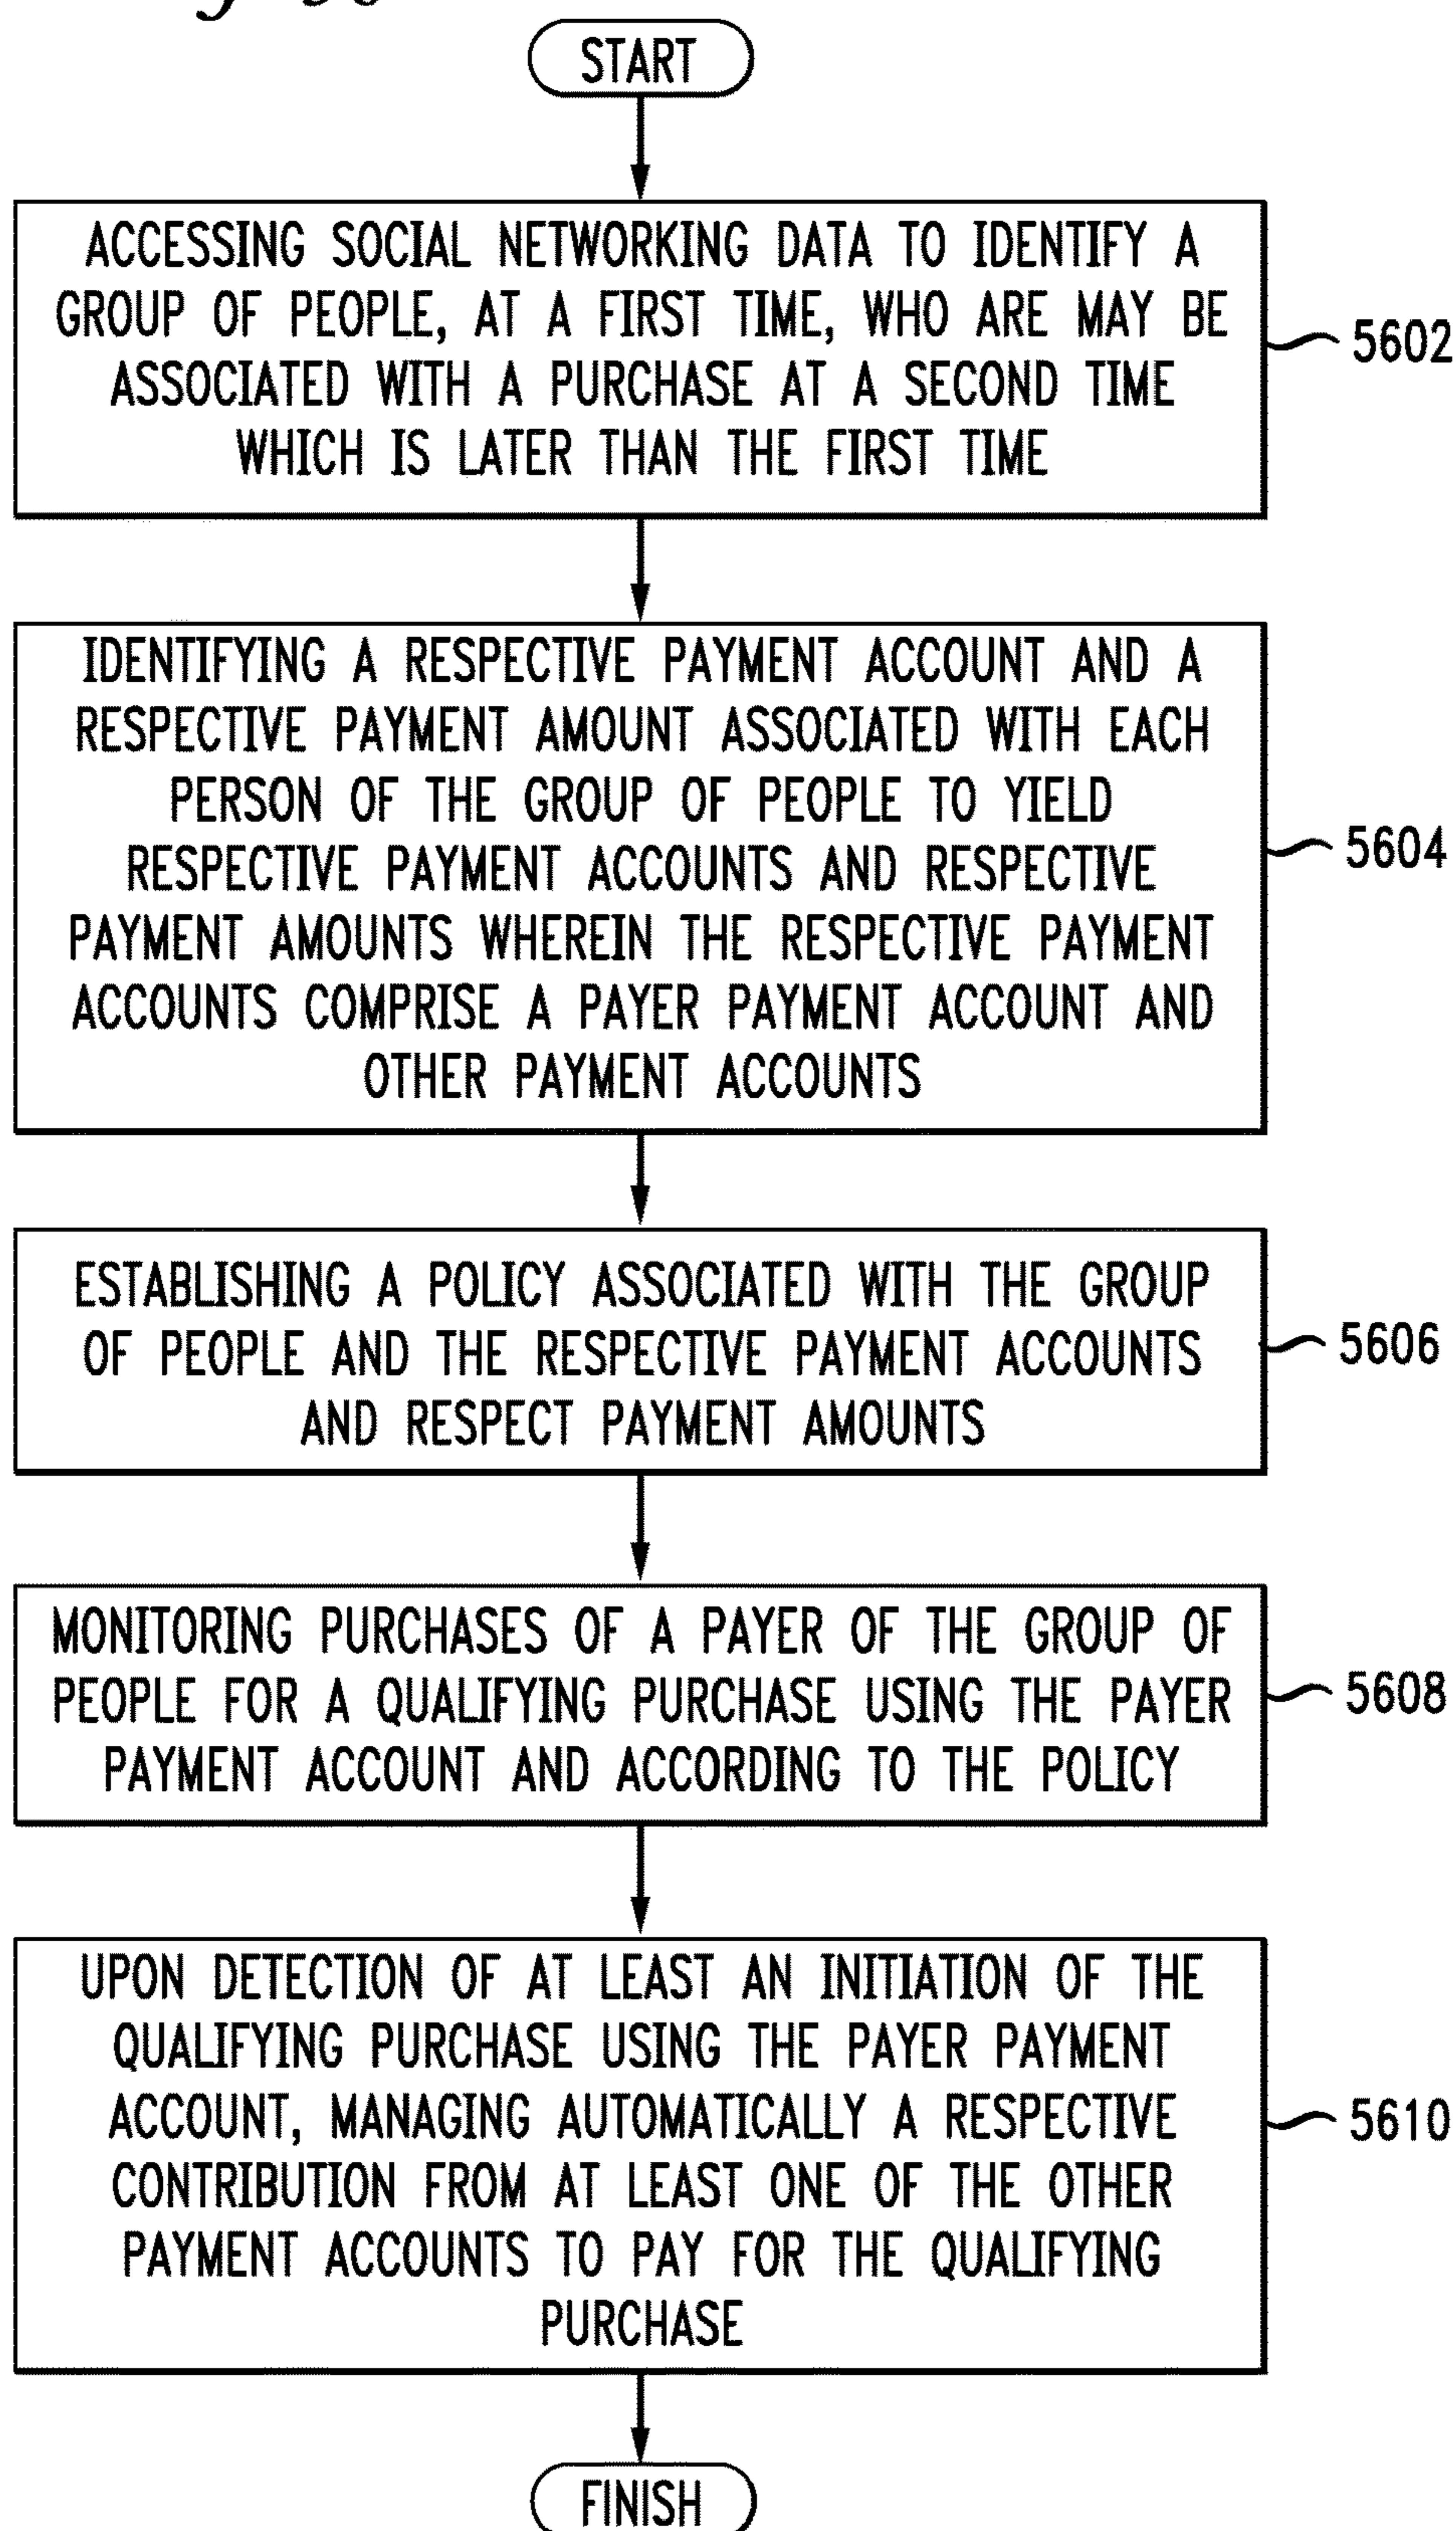 START
ACCESSING SOCIAL NETWORKING DATA TO IDENTIFY A
GROUP OF PEOPLE, AT A FIRST TIME, WHO ARE MAY BE
ASSOCIATED WITH A PURCHASE AT A SECOND TIME
WHICH IS LATER THAN THE FIRST TIME
5602
IDENTIFYING A RESPECTIVE PAYMENT ACCOUNT AND A
RESPECTIVE PAYMENT AMOUNT ASSOCIATED WITH EACH
PERSON OF THE GROUP OF PEOPLE TO YIELD
RESPECTIVE PAYMENT ACCOUNTS AND RESPECTIVE
PAYMENT AMOUNTS WHEREIN THE RESPECTIVE PAYMENT
ACCOUNTS COMPRISE A PAYER PAYMENT ACCOUNT AND
OTHER PAYMENT ACCOUNTS
5604
ESTABLISHING A POLICY ASSOCIATED WITH THE GROUP
OF PEOPLE AND THE RESPECTIVE PAYMENT ACCOUNTS
AND RESPECT PAYMENT AMOUNTS
5606
MONITORING PURCHASES OF A PAYER OF THE GROUP OF
PEOPLE FOR A QUALIFYING PURCHASE USING THE PAYER
PAYMENT ACCOUNT AND ACCORDING TO THE POLICY
5608
UPON DETECTION OF AT LEAST AN INITIATION OF THE
QUALIFYING PURCHASE USING THE PAYER PAYMENT
ACCOUNT, MANAGING AUTOMATICALLY A RESPECTIVE
CONTRIBUTION FROM AT LEAST ONE OF THE OTHER
PAYMENT ACCOUNTS TO PAY FOR THE QUALIFYING
PURCHASE
5610
FINISH